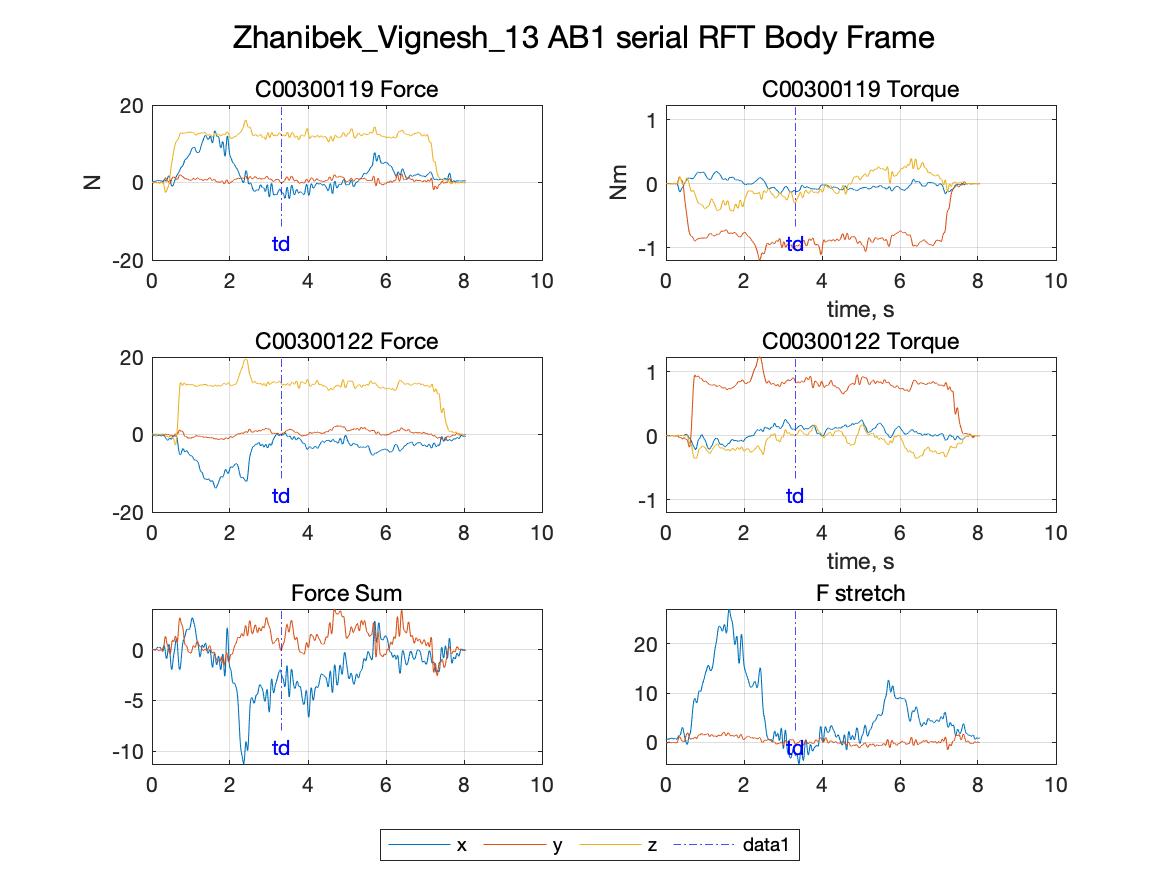 Zhanibek_Vignesh_13 AB1 serial RFT Body Frame
C00300119 Force
20
0
-20
N
td
0 2 4 6 8 10
C00300119 Torque
1
0
-1
Nm
td
0 2 4 6 8 10
time, s
C00300122 Force
20
0
-20
td
0 2 4 6 8 10
C00300122 Torque
1
0
-1
td
0 2 4 6 8 10
time, s
Force Sum
0
-5
-10
td
0 2 4 6 8 10
F stretch
20
10
0
td
0 2 4 6 8 10
x y z data1